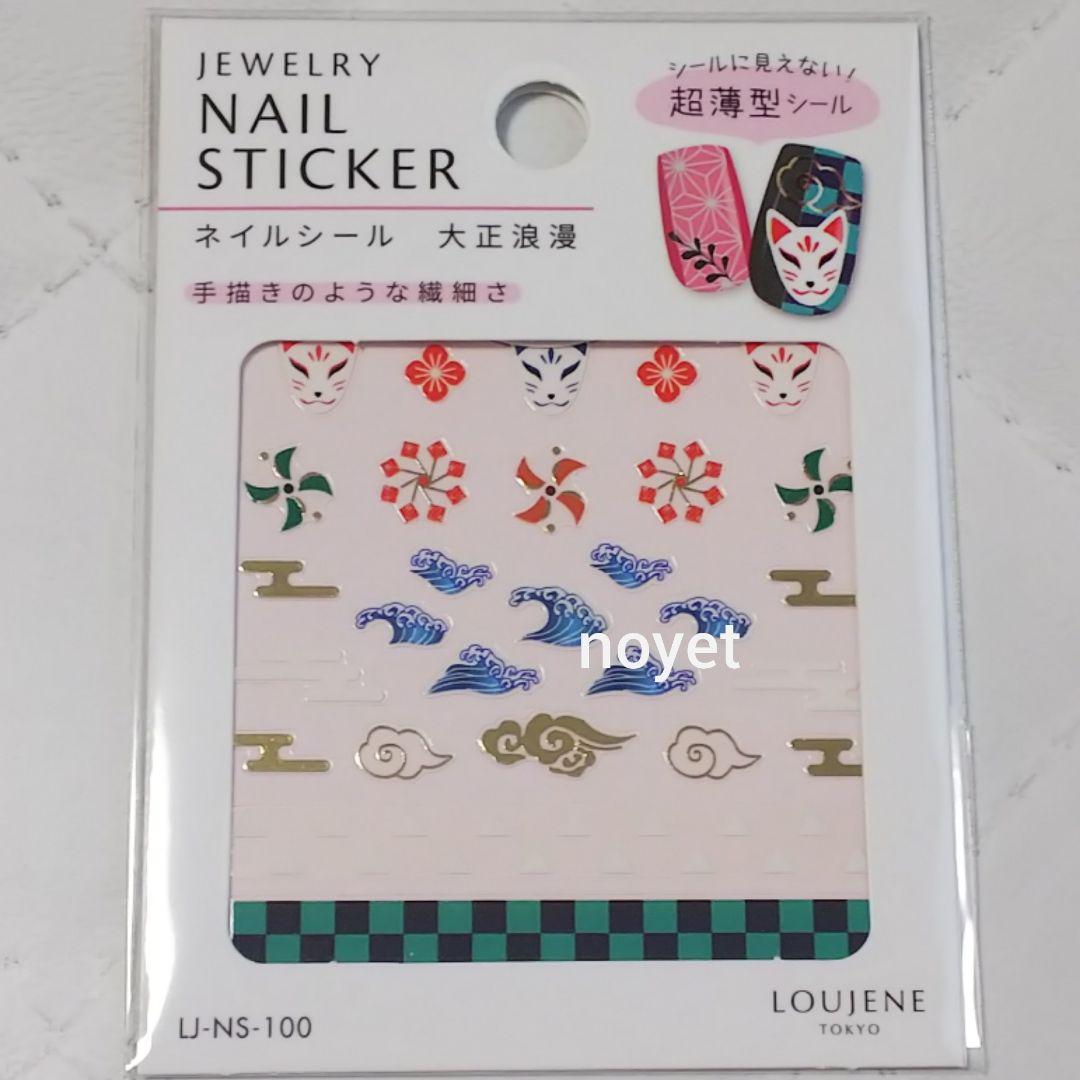 JEWELRY
NAIL
STICKER
ネイルシール 大正浪漫
手描きのような繊細さ
シールに見えない!
超薄型シール
noyet
LJ-NS-100
LOUJENE
TOKYO